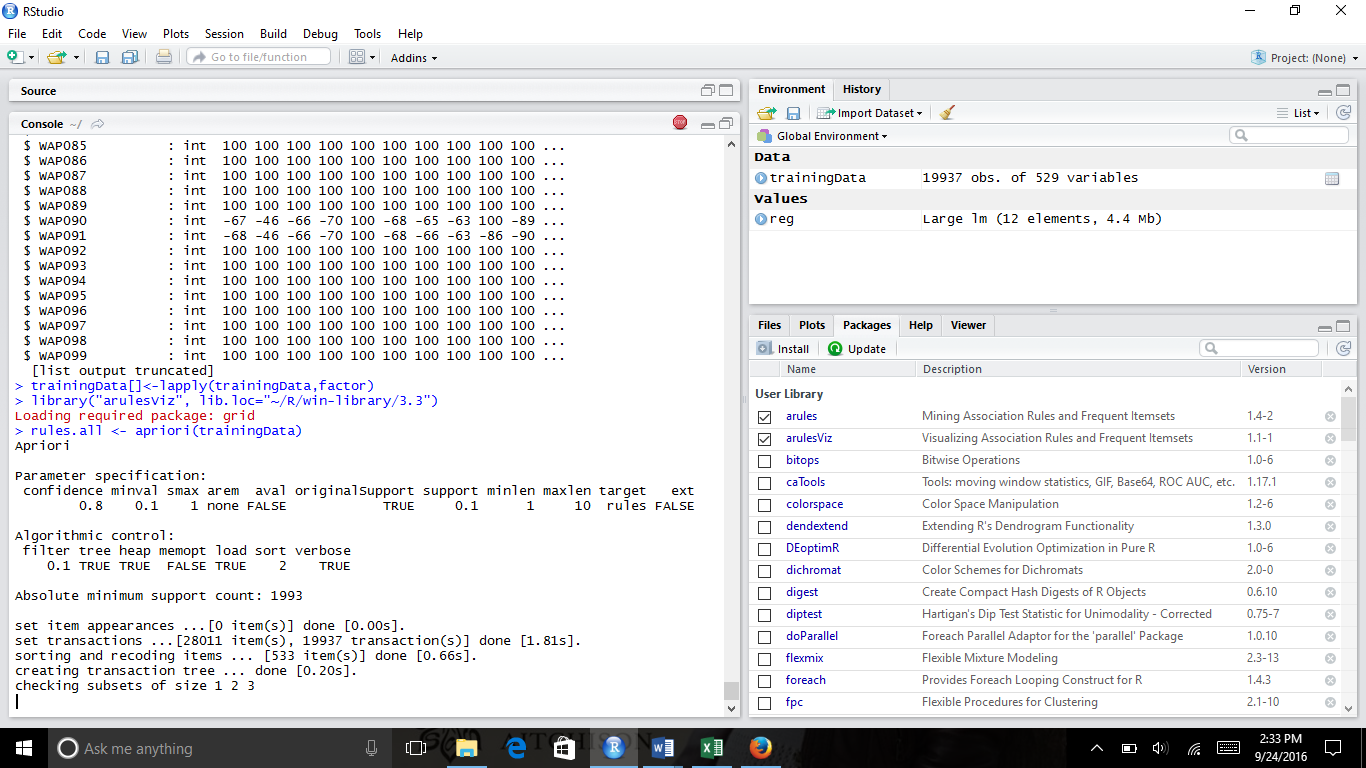 RStudio
File Edit Code View Plots Session Build Debug Tools Help
Go to file/function Addins Project: (None)
Source
Console ~/
$ WAP085 : int 100 100 100 100 100 100 100 100 100 100 ...
$ WAP086 : int 100 100 100 100 100 100 100 100 100 100 ...
$ WAP087 : int 100 100 100 100 100 100 100 100 100 100 ...
$ WAP088 : int 100 100 100 100 100 100 100 100 100 100 ...
$ WAP089 : int 100 100 100 100 100 100 100 100 100 100 ...
$ WAP090 : int -67 -46 -66 -70 100 -68 -65 -63 100 -89 ...
$ WAP091 : int -68 -46 -66 -70 100 -68 -66 -63 -86 -90 ...
$ WAP092 : int 100 100 100 100 100 100 100 100 100 100 ...
$ WAP093 : int 100 100 100 100 100 100 100 100 100 100 ...
$ WAP094 : int 100 100 100 100 100 100 100 100 100 100 ...
$ WAP095 : int 100 100 100 100 100 100 100 100 100 100 ...
$ WAP096 : int 100 100 100 100 100 100 100 100 100 100 ...
$ WAP097 : int 100 100 100 100 100 100 100 100 100 100 ...
$ WAP098 : int 100 100 100 100 100 100 100 100 100 100 ...
$ WAP099 : int 100 100 100 100 100 100 100 100 100 100 ...
[list output truncated]
> trainingData[]<-lapply(trainingData,factor)
> library("arulesViz", lib.loc="~/R/win-library/3.3")
Loading required package: grid
> rules.all <- apriori(trainingData)
Apriori
Parameter specification:
confidence minval smax arem aval originalSupport support minlen maxlen target ext
0.8 0.1 1 none FALSE TRUE 0.1 1 10 rules FALSE
Algorithmic control:
filter tree heap memopt load sort verbose
0.1 TRUE TRUE FALSE TRUE 2 TRUE
Absolute minimum support count: 1993
set item appearances ...[0 item(s)] done [0.00s].
set transactions ...[28011 item(s), 19937 transaction(s)] done [1.81s].
sorting and recoding items ... [533 item(s)] done [0.66s].
creating transaction tree ... done [0.20s].
checking subsets of size 1 2 3
Environment History
Import Dataset List
Global Environment
Data
trainingData 19937 obs. of 529 variables
Values
reg Large lm (12 elements, 4.4 Mb)
Files Plots Packages Help Viewer
Install Update
Name Description Version
User Library
arules Mining Association Rules and Frequent Itemsets 1.4-2
arulesViz Visualizing Association Rules and Frequent Itemsets 1.1-1
bitops Bitwise Operations 1.0-6
caTools Tools: moving window statistics, GIF, Base64, ROC AUC, etc. 1.17.1
colorspace Color Space Manipulation 1.2-6
dendextend Extending R's Dendrogram Functionality 1.3.0
DEoptimR Differential Evolution Optimization in Pure R 1.0-6
dichromat Color Schemes for Dichromats 2.0-0
digest Create Compact Hash Digests of R Objects 0.6.10
diptest Hartigan's Dip Test Statistic for Unimodality - Corrected 0.75-7
doParallel Foreach Parallel Adaptor for the 'parallel' Package 1.0.10
flexmix Flexible Mixture Modeling 2.3-13
foreach Provides Foreach Looping Construct for R 1.4.3
fpc Flexible Procedures for Clustering 2.1-10
Ask me anything
AITCHISON
2:33 PM
9/24/2016